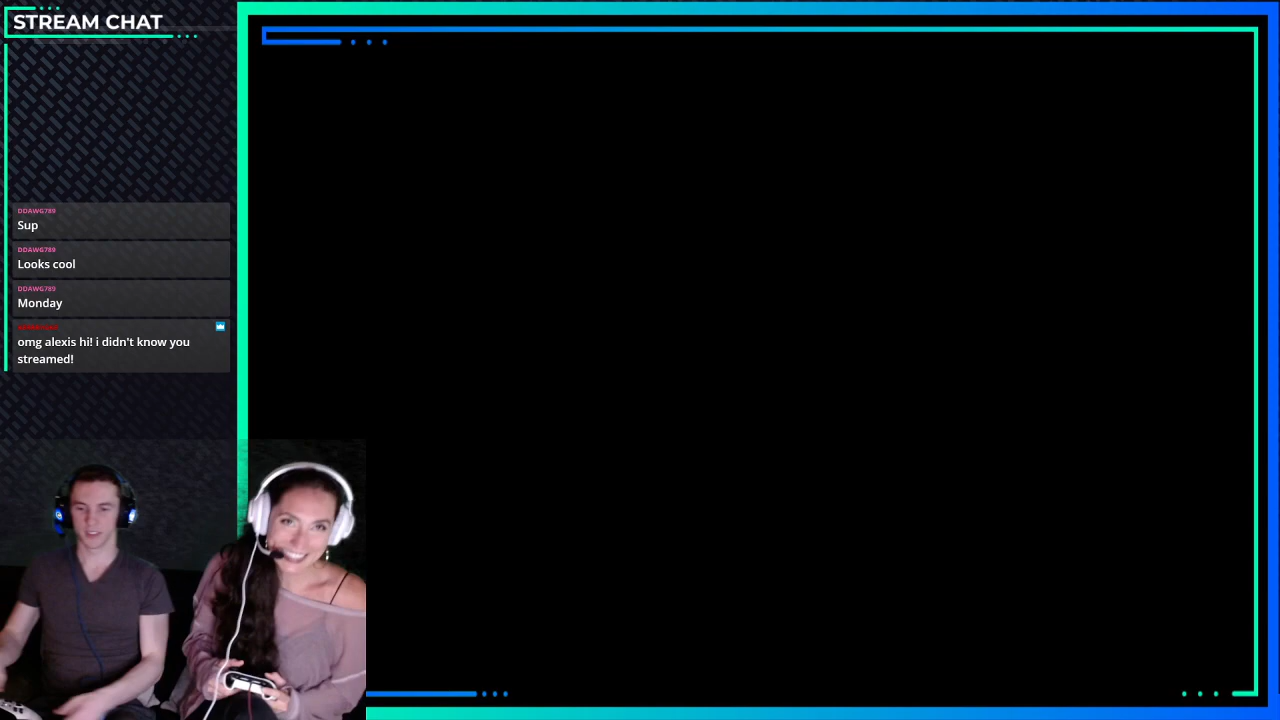 STREAM CHAT
DDAWG789
Sup
DDAWG789
Looks cool
DDAWG789
Monday
omg alexis hi! i didn't know you
streamed!